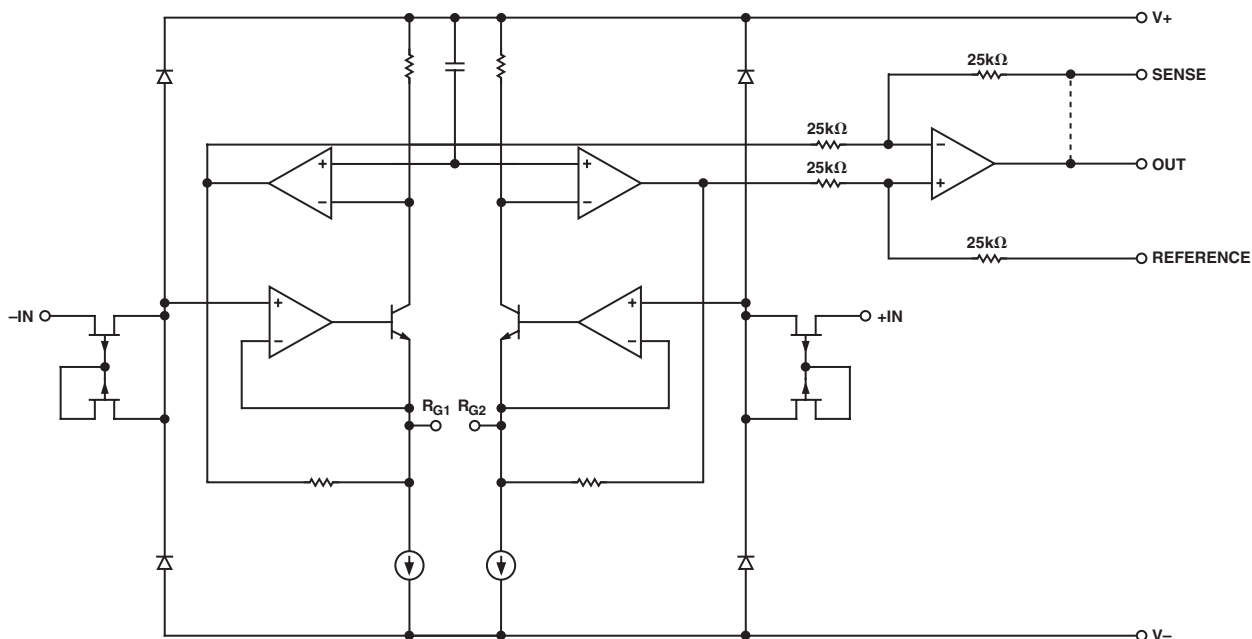 V+
25kΩ
SENSE
25kΩ
+
+
−
OUT
25kΩ
−
−
+
25kΩ
REFERENCE
+
+
−IN
+IN
−
−
RG1
RG2
V−